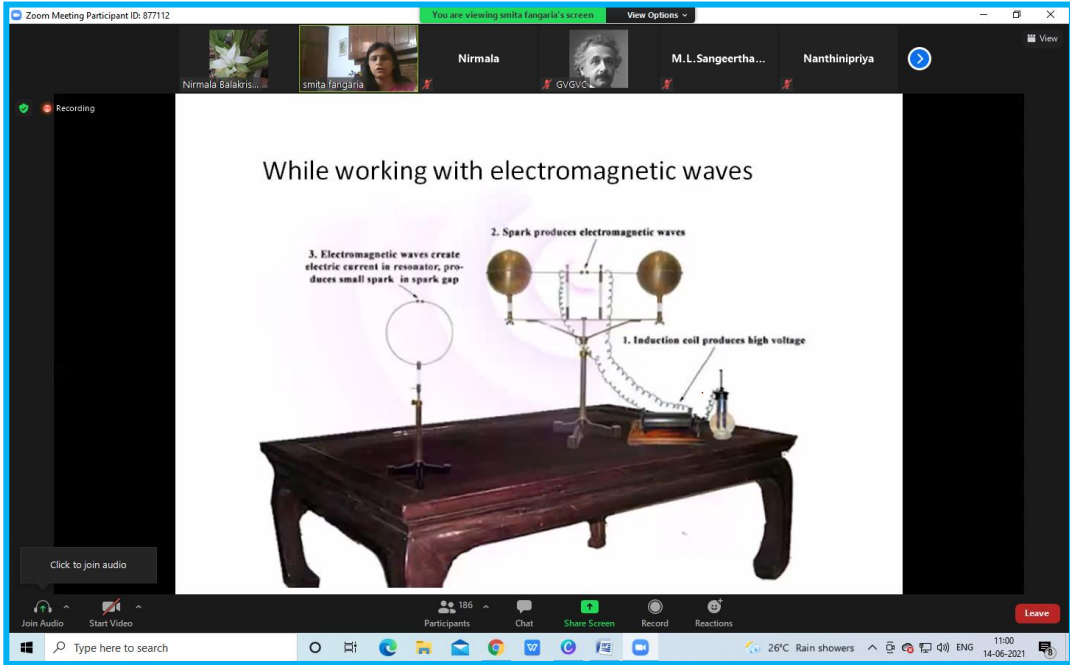 Zoom Meeting Participant ID: 877112
You are viewing smita fangaria's screen
View Options
View
Nirmala Balakris...
smita fangaria
Nirmala
GVGVC
M.L.Sangeertha...
Nanthinipriya
Recording
While working with electromagnetic waves
2. Spark produces electromagnetic waves
3. Electromagnetic waves create
electric current in resonator, pro-
duces small spark in spark gap
1. Induction coil produces high voltage
Click to join audio
Join Audio
Start Video
186
Participants
Chat
Share Screen
Record
Reactions
Leave
Type here to search
26°C Rain showers
ENG
11:00
14-06-2021